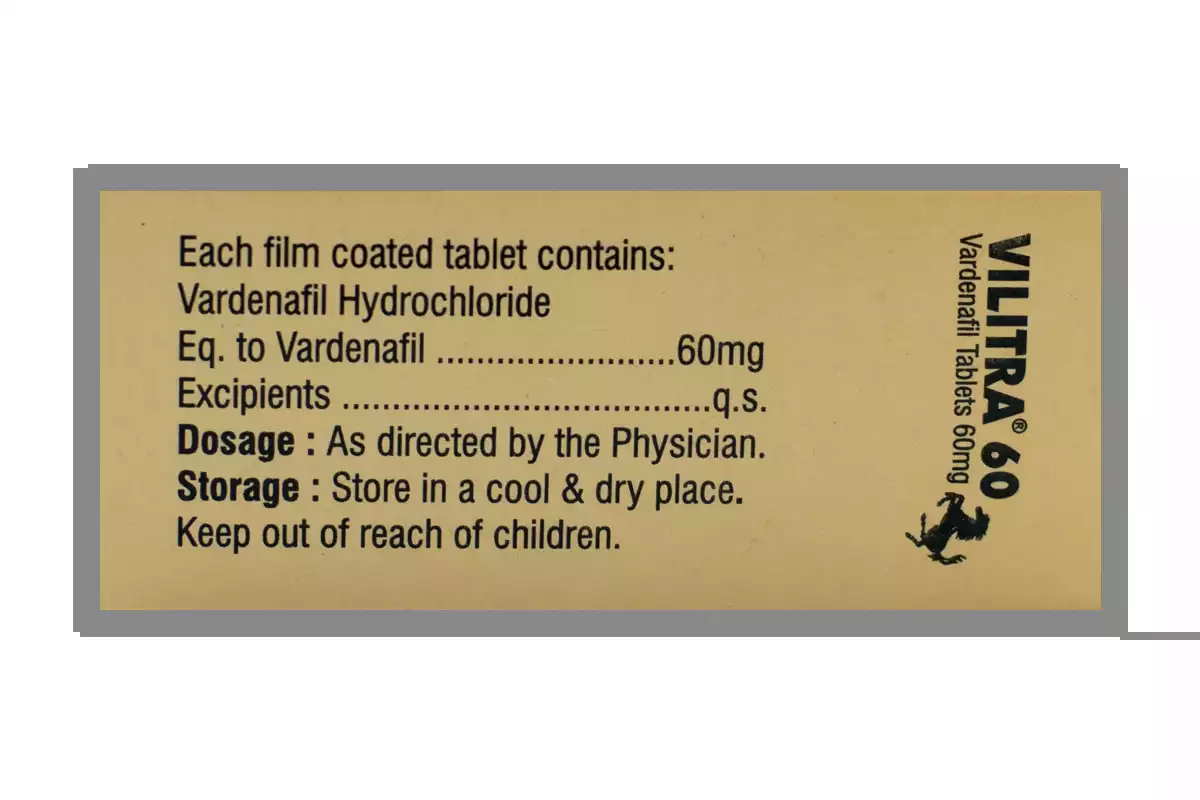 Each film coated tablet contains:
Vardenafil Hydrochloride
Eq. to Vardenafil ........................60mg
Excipients .....................................q.s.
Dosage : As directed by the Physician.
Storage : Store in a cool & dry place.
Keep out of reach of children.
VILITRA® 60
Vardenafil Tablets 60mg